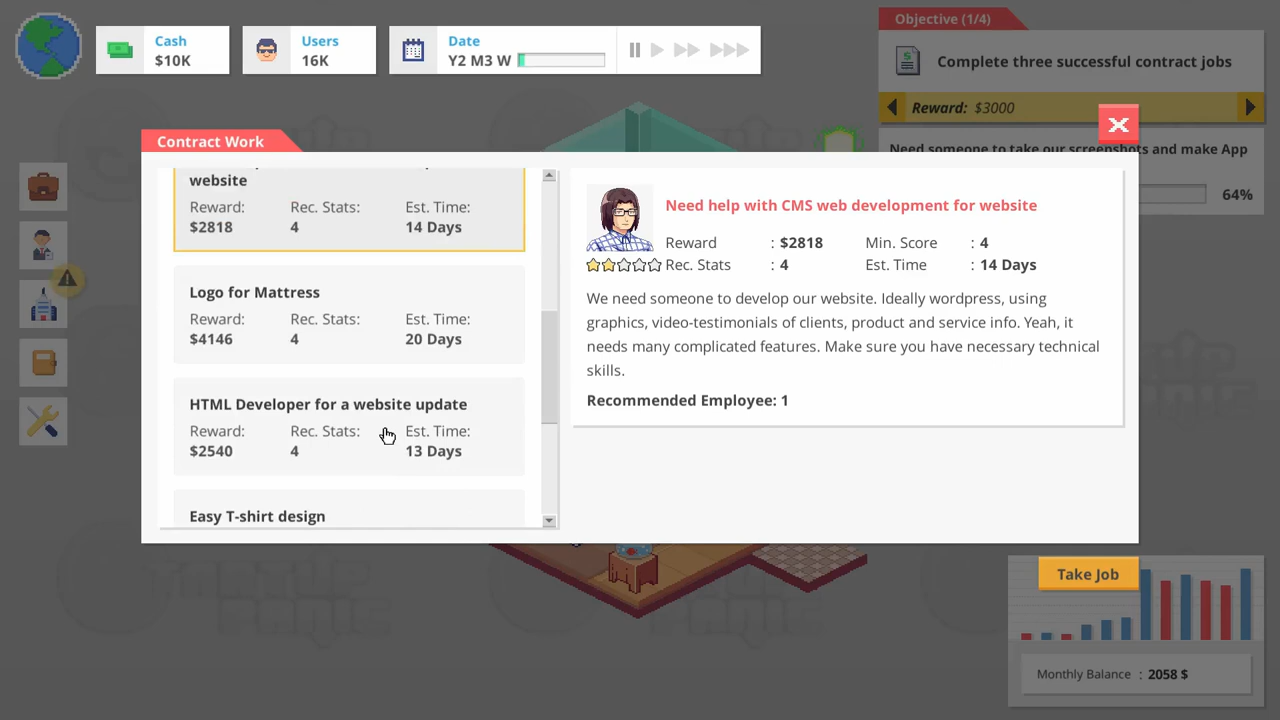 Cash
$10K
Users
16K
Date
Y2 M3 W
Objective (1/4)
Complete three successful contract jobs
Reward: $3000
Need someone to take our screenshots and make App
64%
Contract Work
website
Reward: Rec. Stats: Est. Time:
$2818 4 14 Days
Logo for Mattress
Reward: Rec. Stats: Est. Time:
$4146 4 20 Days
HTML Developer for a website update
Reward: Rec. Stats: Est. Time:
$2540 4 13 Days
Easy T-shirt design
Need help with CMS web development for website
Reward : $2818 Min. Score : 4
Rec. Stats : 4 Est. Time : 14 Days
We need someone to develop our website. Ideally wordpress, using
graphics, video-testimonials of clients, product and service info. Yeah, it
needs many complicated features. Make sure you have necessary technical
skills.
Recommended Employee: 1
Take Job
Monthly Balance : 2058 $